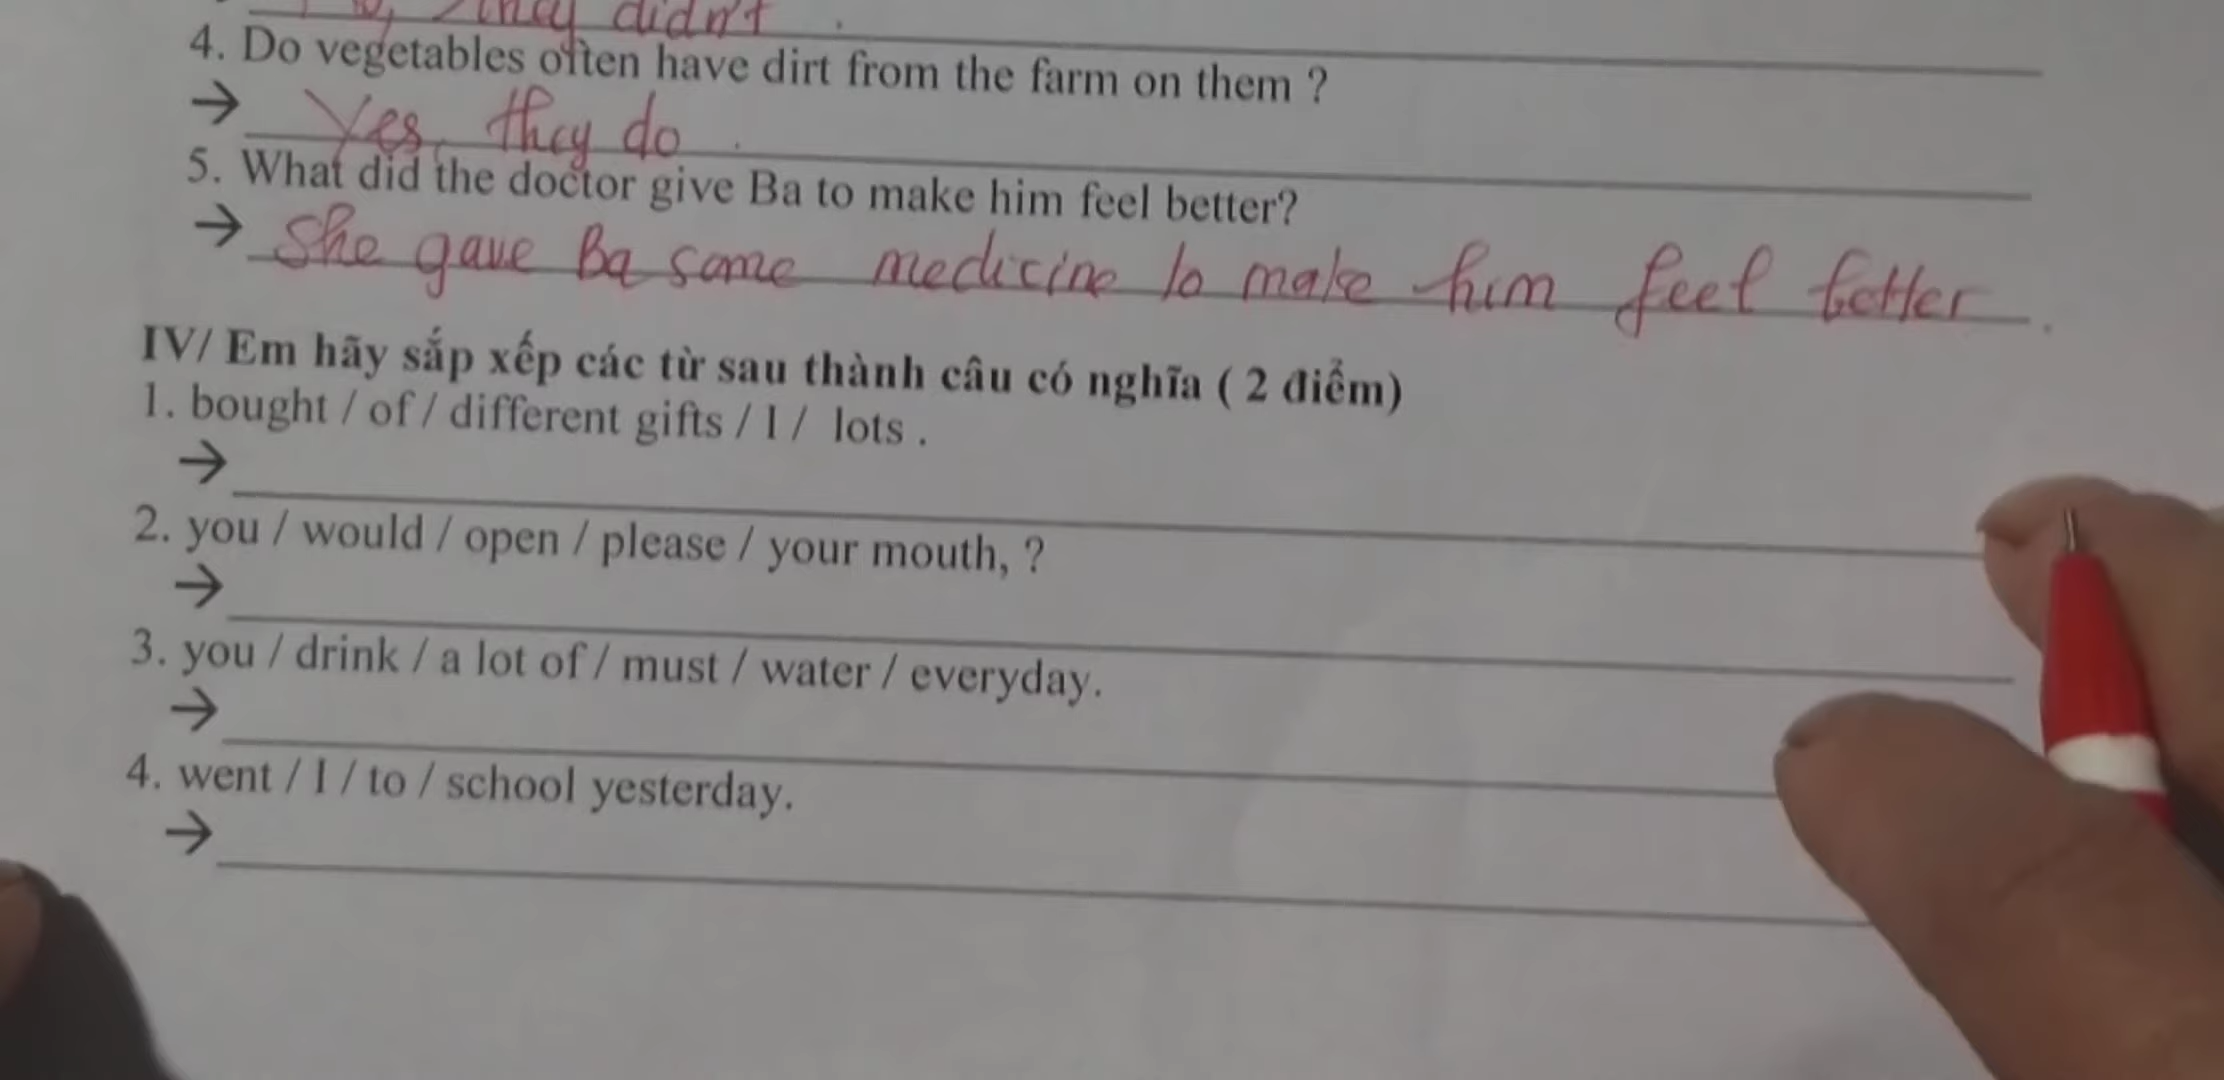 they didn't .
4. Do vegetables often have dirt from the farm on them ?
→ Yes, they do .
5. What did the doctor give Ba to make him feel better?
→ She gave Ba some medicine to make him feel better .
IV/ Em hãy sắp xếp các từ sau thành câu có nghĩa ( 2 điểm)
1. bought / of / different gifts / I / lots .
→
2. you / would / open / please / your mouth, ?
→
3. you / drink / a lot of / must / water / everyday.
→
4. went / I / to / school yesterday.
→